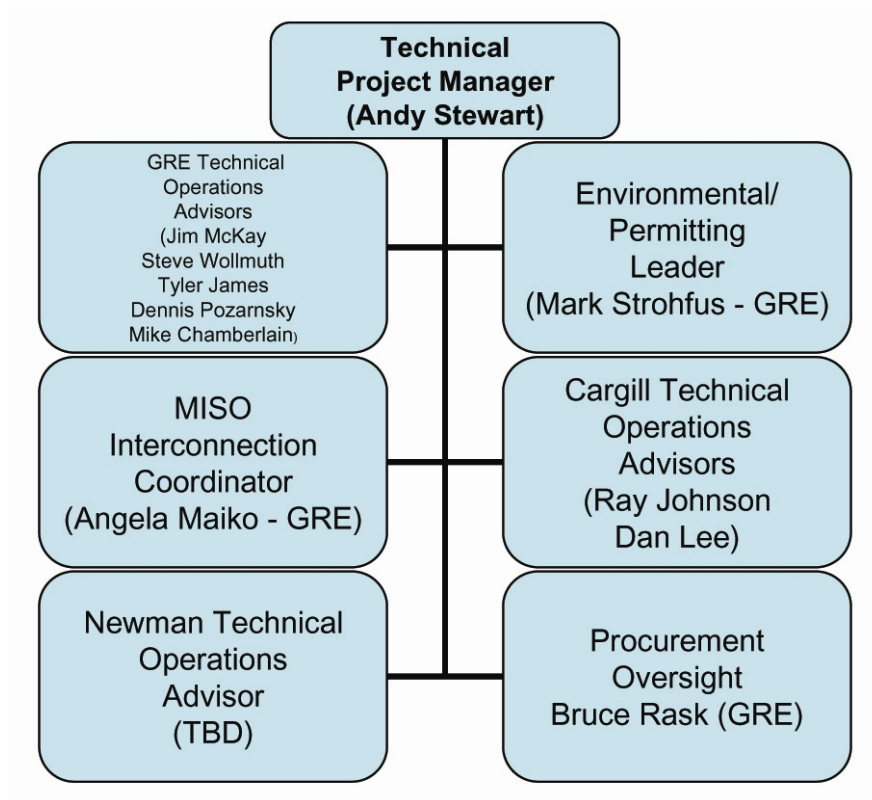 Technical
Project Manager
(Andy Stewart)
GRE Technical
Operations
Advisors
(Jim McKay
Steve Wollmuth
Tyler James
Dennis Pozarnsky
Mike Chamberlain)
Environmental/
Permitting
Leader
(Mark Strohfus - GRE)
MISO
Interconnection
Coordinator
(Angela Maiko - GRE)
Cargill Technical
Operations
Advisors
(Ray Johnson
Dan Lee)
Newman Technical
Operations
Advisor
(TBD)
Procurement
Oversight
Bruce Rask (GRE)